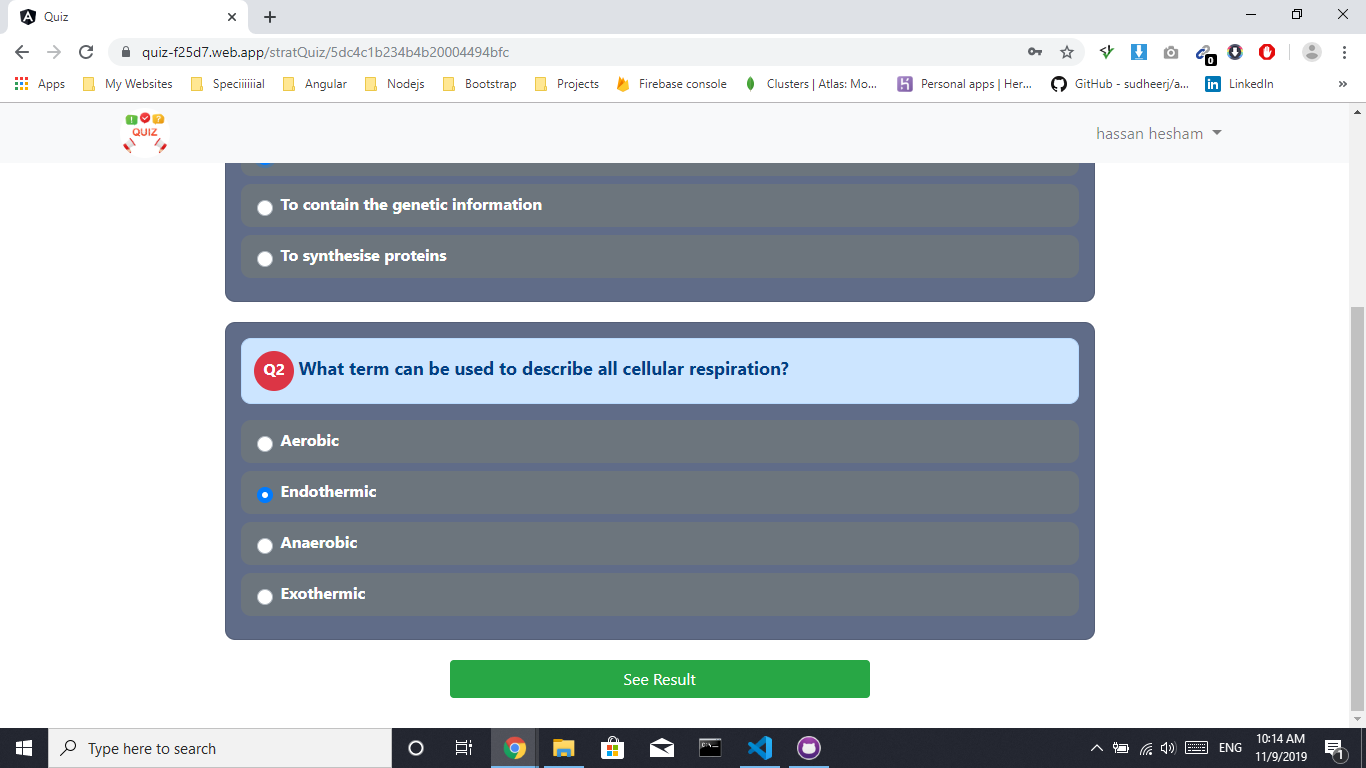 Quiz
quiz-f25d7.web.app/stratQuiz/5dc4c1b234b4b20004494bfc
0
Apps My Websites Speciiiiiial Angular Nodejs Bootstrap Projects Firebase console Clusters | Atlas: Mo... Personal apps | Her... GitHub - sudheerj/a... LinkedIn »
! ?
QUIZ
hassan hesham
To contain the genetic information
To synthesise proteins
Q2 What term can be used to describe all cellular respiration?
Aerobic
Endothermic
Anaerobic
Exothermic
See Result
Type here to search
ENG
10:14 AM
11/9/2019
1